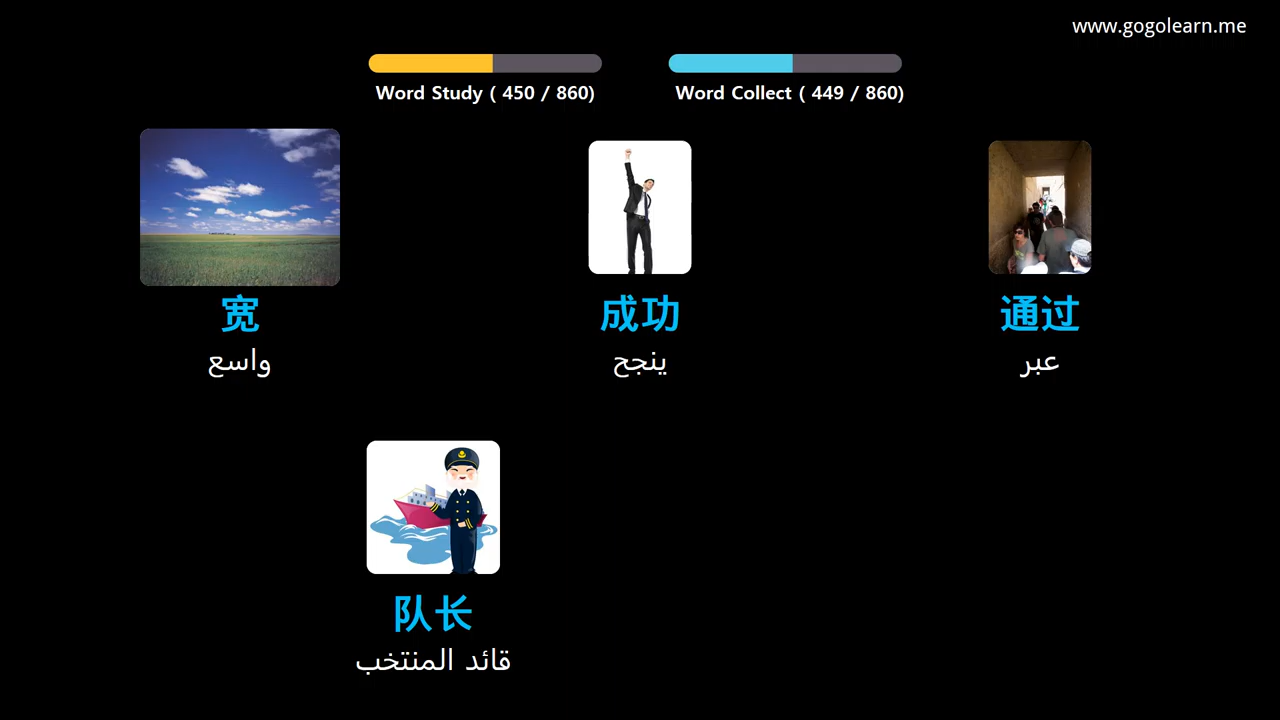 www.gogolearn.me
Word Study ( 450 / 860)
Word Collect ( 449 / 860)
宽
واسع
成功
ينجح
通过
عبر
队长
قائد المنتخب